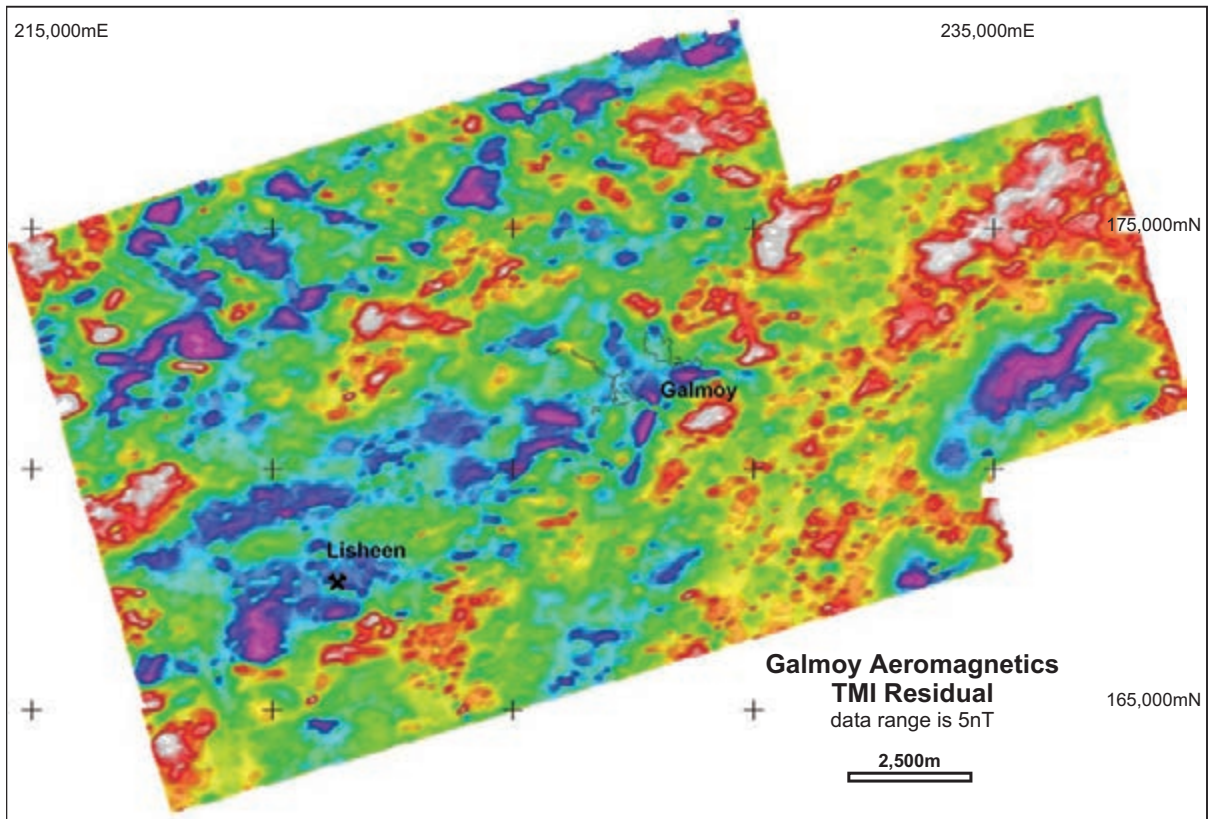 215,000mE
235,000mE
175,000mN
Galmoy
Lisheen
Galmoy Aeromagnetics
TMI Residual
data range is 5nT
165,000mN
2,500m